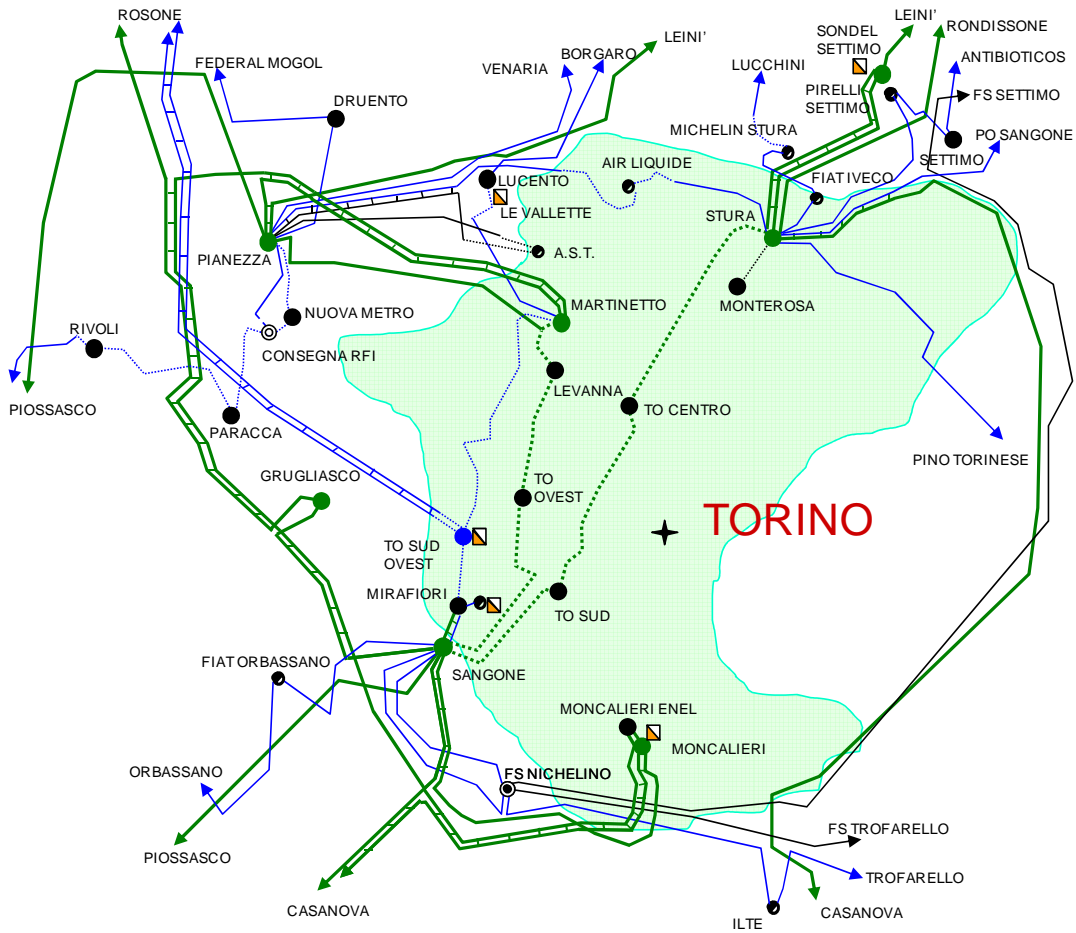 ROSONE
LEINI'
RONDISSONE
SONDEL
SETTIMO
LEINI'
BORGARO
ANTIBIOTICOS
FEDERAL MOGOL
VENARIA
LUCCHINI
PIRELLI
SETTIMO
FS SETTIMO
DRUENTO
MICHELIN STURA
PO SANGONE
SETTIMO
AIR LIQUIDE
FIAT IVECO
LUCENTO
LE VALLETTE
STURA
PIANEZZA
A.S.T.
MONTEROSA
MARTINETTO
NUOVA METRO
RIVOLI
CONSEGNA RFI
LEVANNA
TO CENTRO
PIOSSASCO
PARACCA
PINO TORINESE
GRUGLIASCO
TO
OVEST
TORINO
TO SUD
OVEST
MIRAFIORI
TO SUD
FIAT ORBASSANO
SANGONE
MONCALIERI ENEL
MONCALIERI
ORBASSANO
FS NICHELINO
FS TROFARELLO
PIOSSASCO
TROFARELLO
CASANOVA
ILTE
CASANOVA